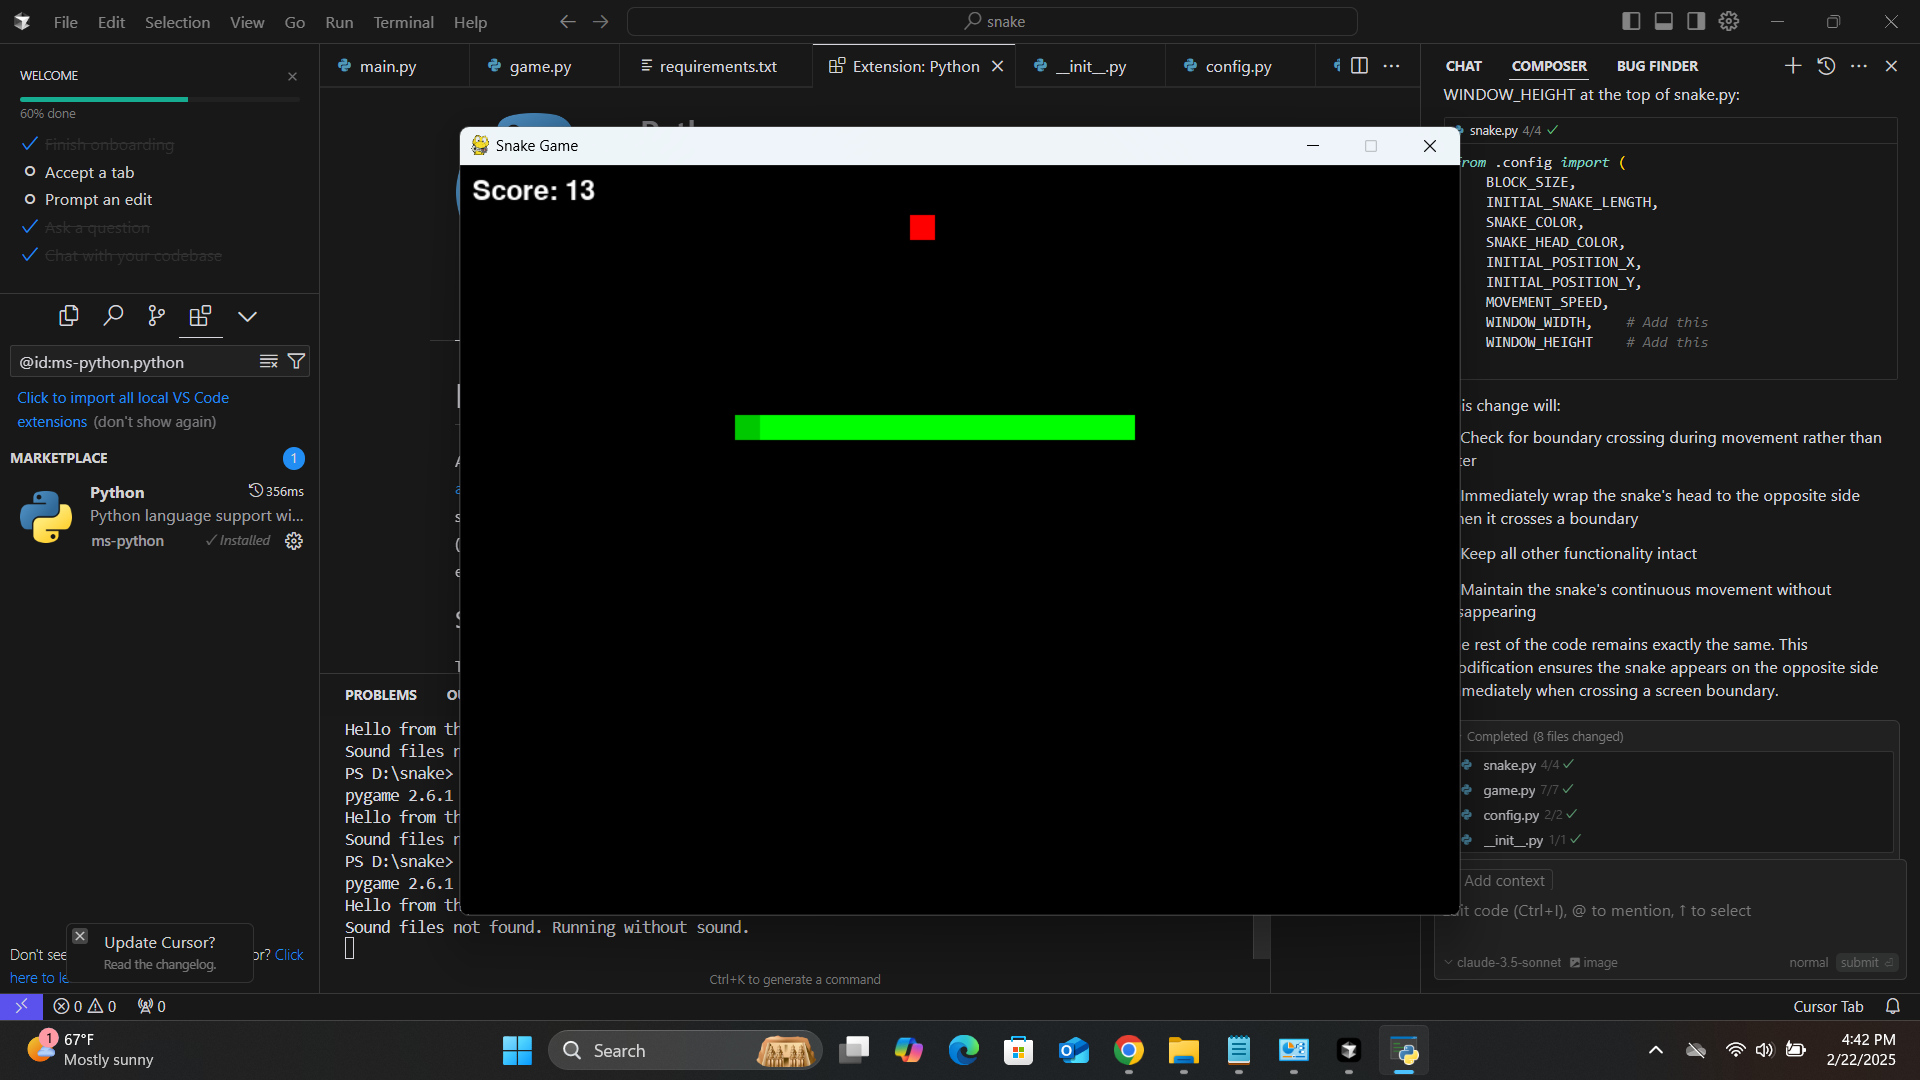 File Edit Selection View Go Run Terminal Help
snake
WELCOME
60% done
Finish onboarding
Accept a tab
Prompt an edit
Ask a question
Chat with your codebase
@id:ms-python.python
Click to import all local VS Code
extensions (don't show again)
MARKETPLACE
1
Python
356ms
Python language support wi...
ms-python
Installed
Don't see
or? Click
here to le
Update Cursor?
Read the changelog.
main.py
game.py
requirements.txt
Extension: Python
__init__.py
config.py
Snake Game
Score: 13
PROBLEMS
Hello from th
Sound files n
PS D:\snake>
pygame 2.6.1
Hello from th
Sound files n
PS D:\snake>
pygame 2.6.1
Hello from th
Sound files not found. Running without sound.
Ctrl+K to generate a command
CHAT COMPOSER BUG FINDER
WINDOW_HEIGHT at the top of snake.py:
snake.py 4/4
rom .config import (
BLOCK_SIZE,
INITIAL_SNAKE_LENGTH,
SNAKE_COLOR,
SNAKE_HEAD_COLOR,
INITIAL_POSITION_X,
INITIAL_POSITION_Y,
MOVEMENT_SPEED,
WINDOW_WIDTH, # Add this
WINDOW_HEIGHT # Add this
is change will:
Check for boundary crossing during movement rather than
ter
Immediately wrap the snake's head to the opposite side
en it crosses a boundary
Keep all other functionality intact
Maintain the snake's continuous movement without
sappearing
e rest of the code remains exactly the same. This
odification ensures the snake appears on the opposite side
mediately when crossing a screen boundary.
Completed (8 files changed)
snake.py 4/4
game.py 7/7
config.py 2/2
__init__.py 1/1
Add context
it code (Ctrl+I), @ to mention, ↑ to select
claude-3.5-sonnet image
normal submit
0 0 0
Cursor Tab
1
67°F
Mostly sunny
Search
4:42 PM
2/22/2025